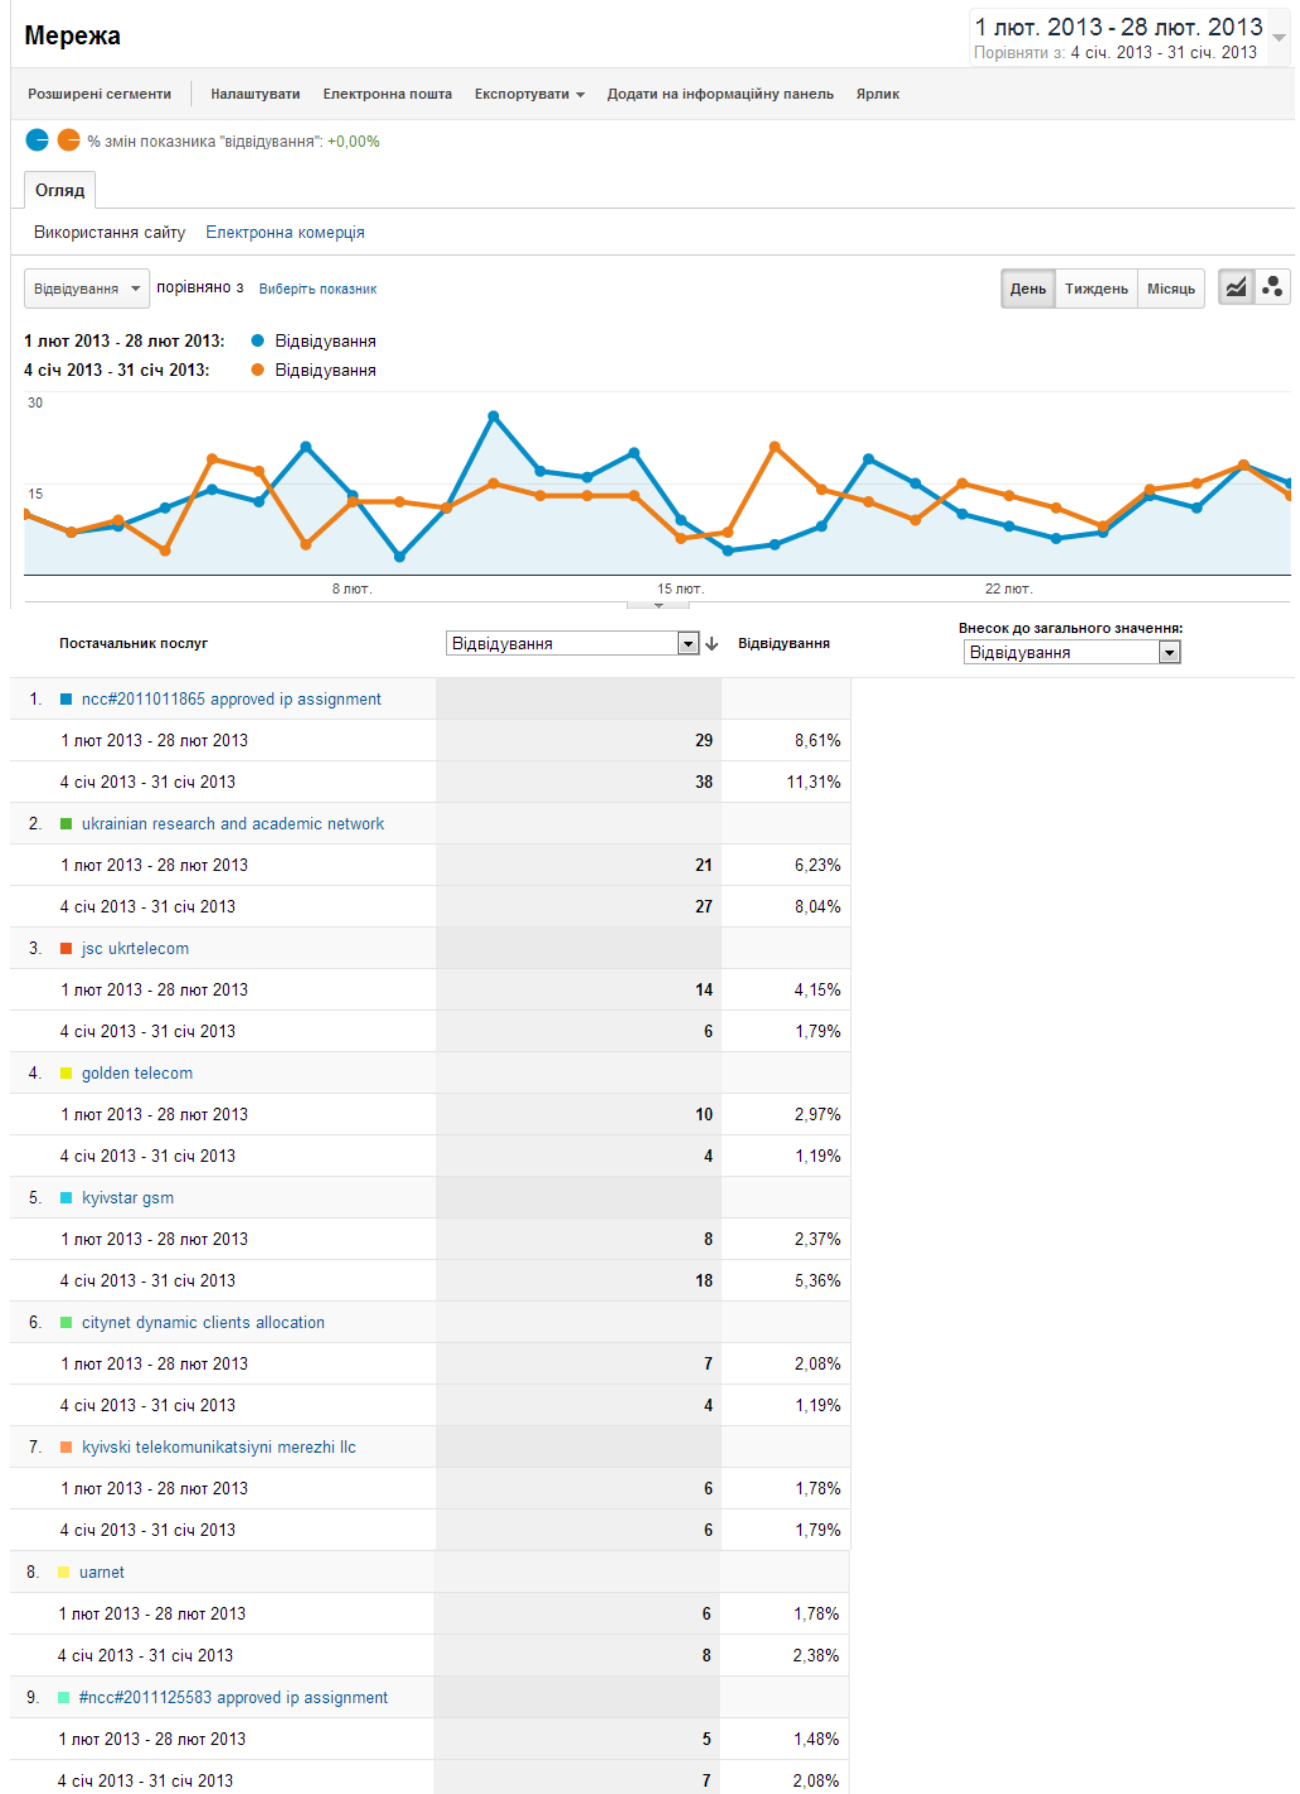 Мережа
1 лют. 2013 - 28 лют. 2013
Порівняти з: 4 січ. 2013 - 31 січ. 2013
Розширені сегменти Налаштувати Електронна пошта Експортувати Додати на інформаційну панель Ярлик
% змін показника "відвідування": +0,00%
Огляд
Використання сайту Електронна комерція
Відвідування порівняно з Виберіть показник День Тиждень Місяць
1 лют 2013 - 28 лют 2013: Відвідування
4 січ 2013 - 31 січ 2013: Відвідування
30
15
8 лют. 15 лют. 22 лют.
Постачальник послуг Відвідування Відвідування Внесок до загального значення:
Відвідування
1. ncc#2011011865 approved ip assignment
1 лют 2013 - 28 лют 2013 29 8,61%
4 січ 2013 - 31 січ 2013 38 11,31%
2. ukrainian research and academic network
1 лют 2013 - 28 лют 2013 21 6,23%
4 січ 2013 - 31 січ 2013 27 8,04%
3. jsc ukrtelecom
1 лют 2013 - 28 лют 2013 14 4,15%
4 січ 2013 - 31 січ 2013 6 1,79%
4. golden telecom
1 лют 2013 - 28 лют 2013 10 2,97%
4 січ 2013 - 31 січ 2013 4 1,19%
5. kyivstar gsm
1 лют 2013 - 28 лют 2013 8 2,37%
4 січ 2013 - 31 січ 2013 18 5,36%
6. citynet dynamic clients allocation
1 лют 2013 - 28 лют 2013 7 2,08%
4 січ 2013 - 31 січ 2013 4 1,19%
7. kyivski telekomunikatsiyni merezhi llc
1 лют 2013 - 28 лют 2013 6 1,78%
4 січ 2013 - 31 січ 2013 6 1,79%
8. uarnet
1 лют 2013 - 28 лют 2013 6 1,78%
4 січ 2013 - 31 січ 2013 8 2,38%
9. #ncc#2011125583 approved ip assignment
1 лют 2013 - 28 лют 2013 5 1,48%
4 січ 2013 - 31 січ 2013 7 2,08%